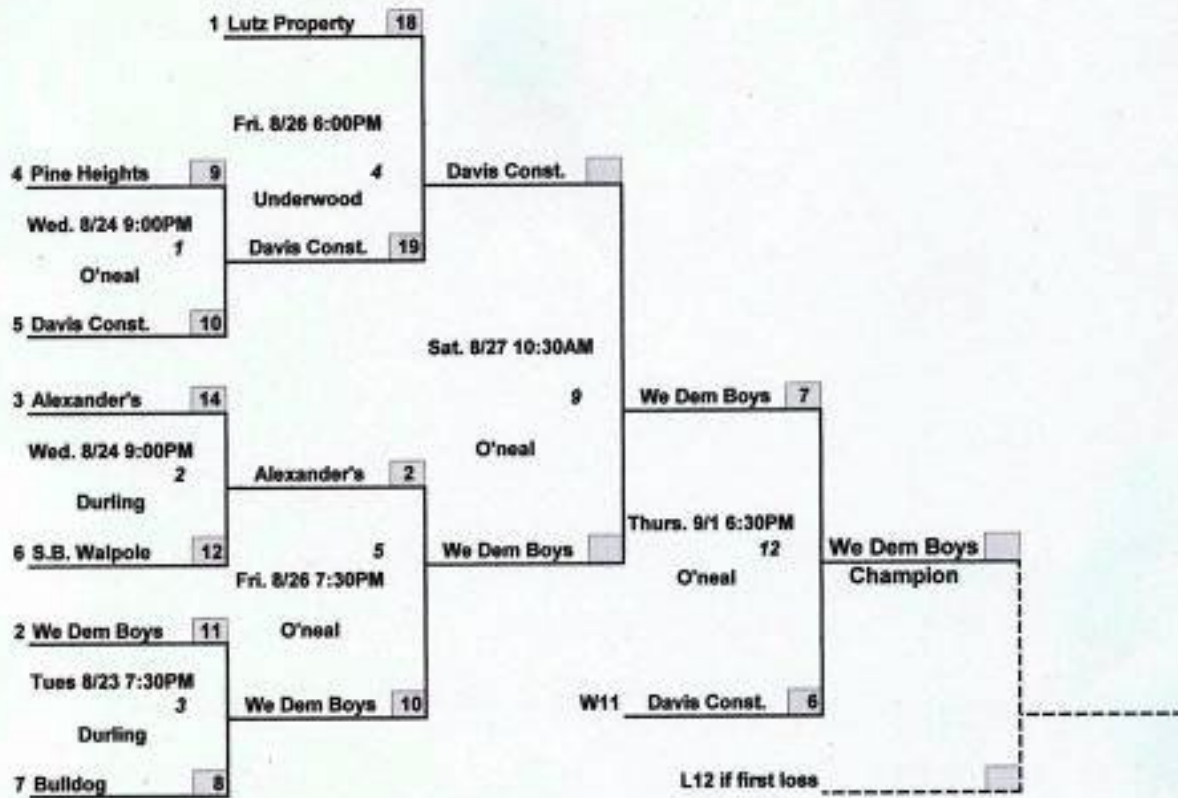 1 Lutz Property 18
Fri. 8/26 6:00PM
4
Underwood
4 Pine Heights 9
Davis Const.
Wed. 8/24 9:00PM
1
O'neal
Davis Const. 19
5 Davis Const. 10
Sat. 8/27 10:30AM
9
O'neal
3 Alexander's 14
We Dem Boys 7
Wed. 8/24 9:00PM
2
Durling
Alexander's 2
6 S.B. Walpole 12
5
Fri. 8/26 7:30PM
O'neal
We Dem Boys
Thurs. 9/1 6:30PM
12
O'neal
We Dem Boys
Champion
2 We Dem Boys 11
Tues 8/23 7:30PM
3
Durling
We Dem Boys 10
W11 Davis Const. 6
7 Bulldog 8
L12 if first loss